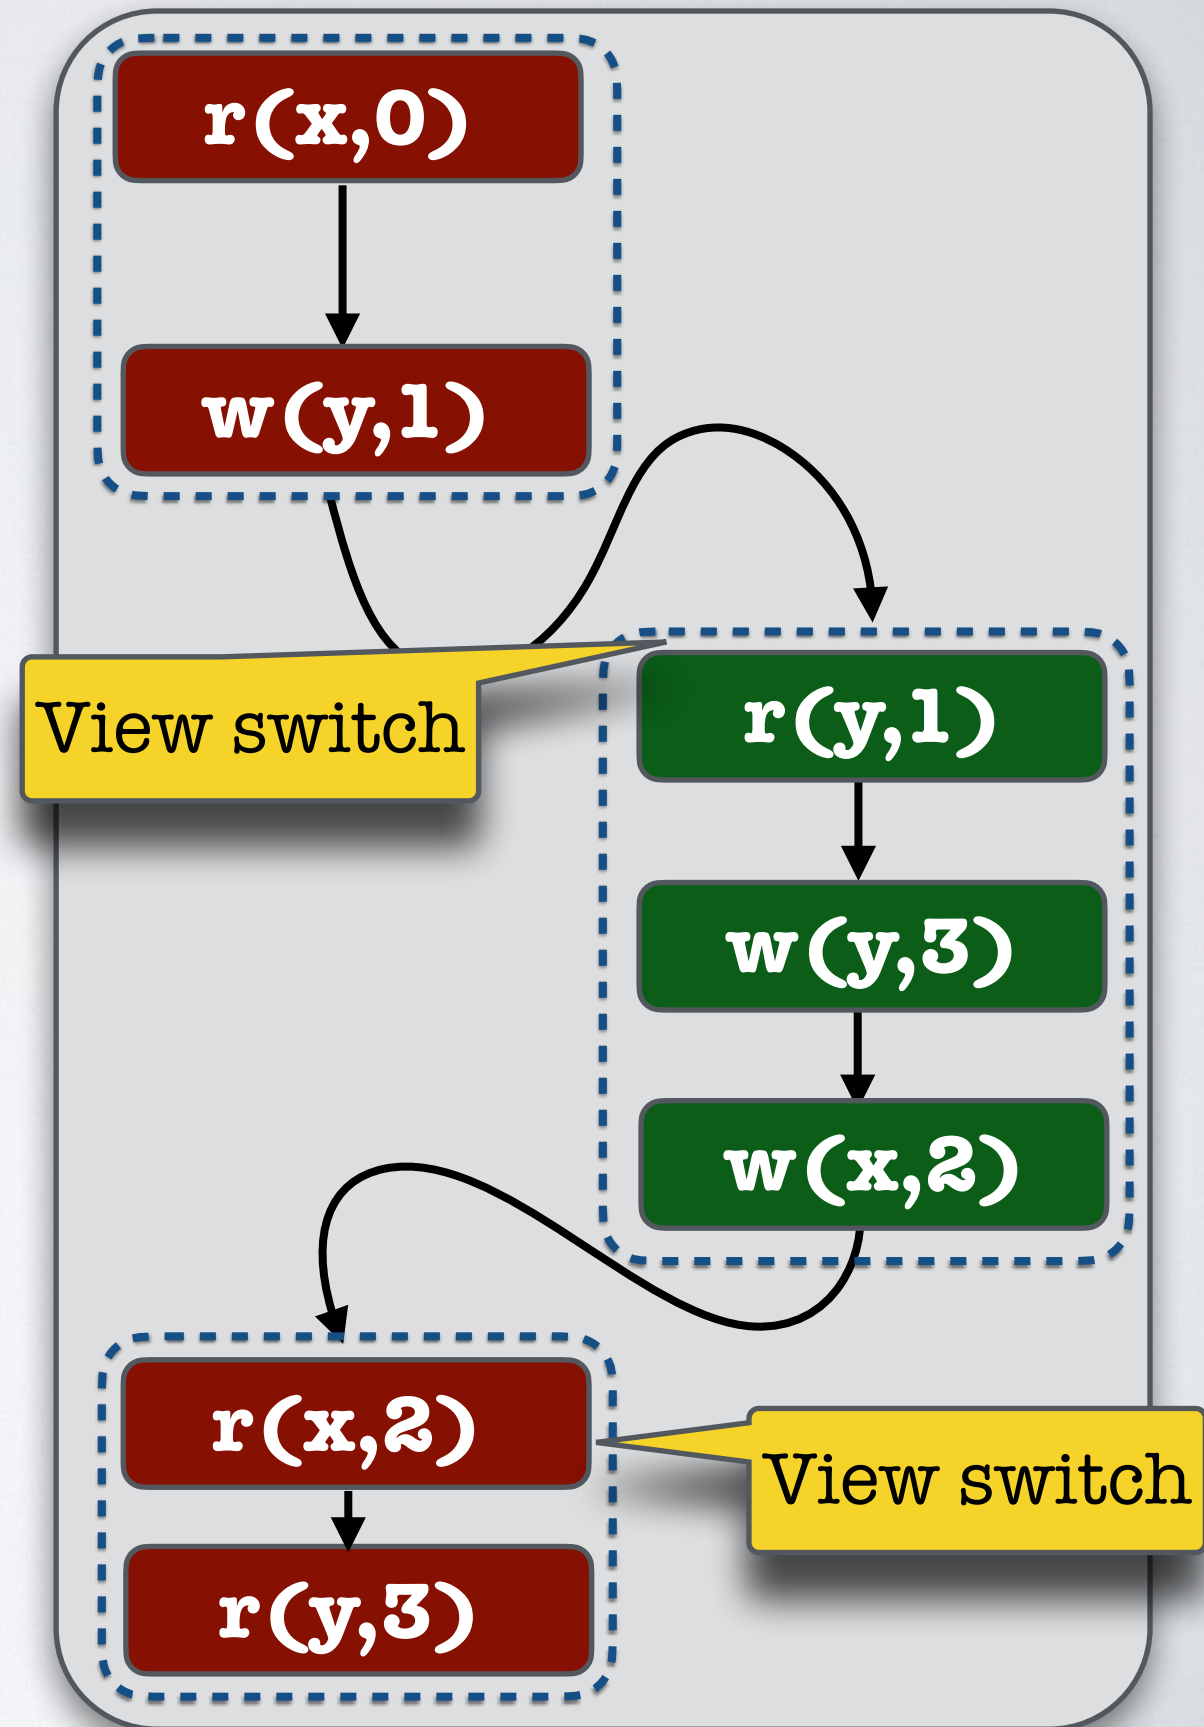 r(x,0)
w(y,1)
View switch
r(y,1)
w(y,3)
w(x,2)
r(x,2)
View switch
r(y,3)